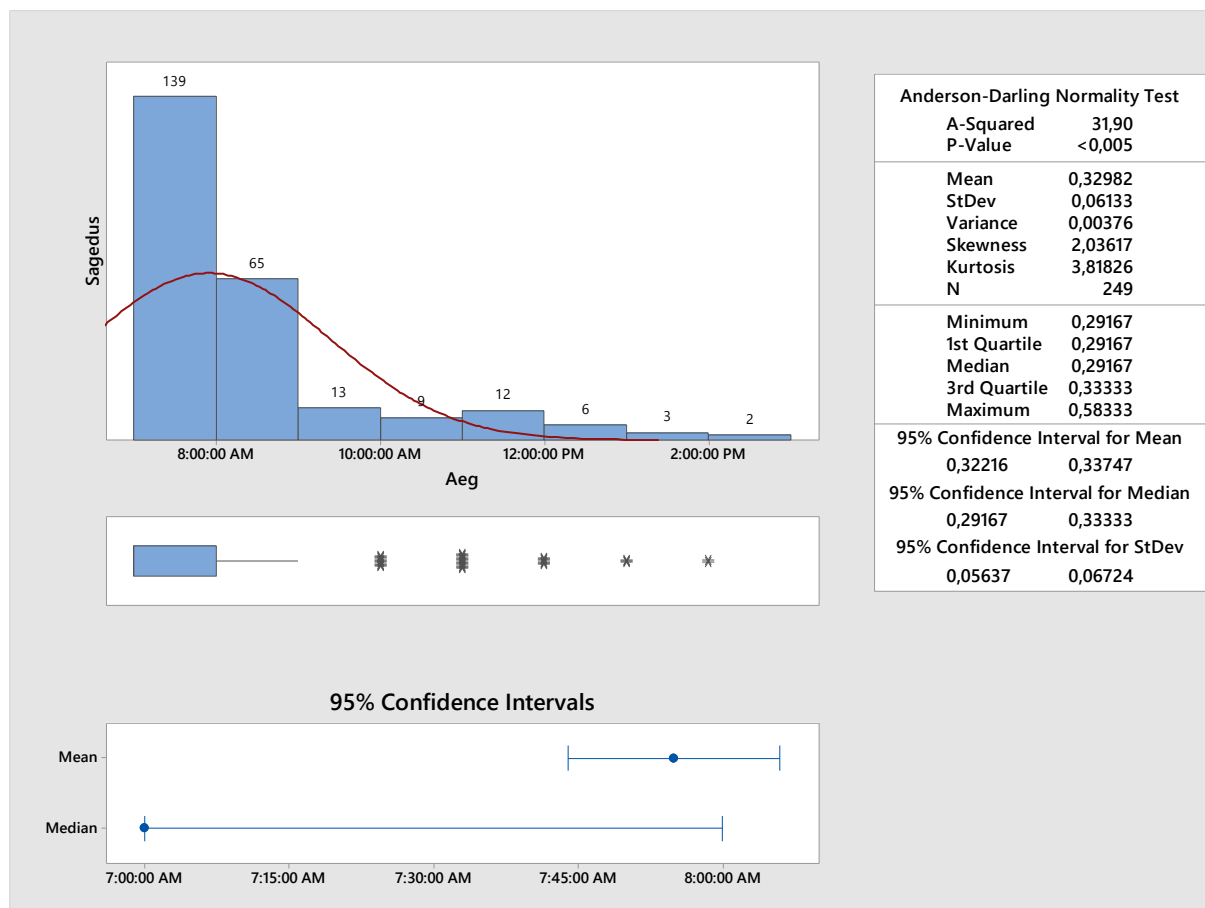 139
65
13
9
12
6
3
2
Sagedus
8:00:00 AM 10:00:00 AM 12:00:00 PM 2:00:00 PM
Aeg
Anderson-Darling Normality Test
A-Squared 31,90
P-Value <0,005
Mean 0,32982
StDev 0,06133
Variance 0,00376
Skewness 2,03617
Kurtosis 3,81826
N 249
Minimum 0,29167
1st Quartile 0,29167
Median 0,29167
3rd Quartile 0,33333
Maximum 0,58333
95% Confidence Interval for Mean
0,32216 0,33747
95% Confidence Interval for Median
0,29167 0,33333
95% Confidence Interval for StDev
0,05637 0,06724
95% Confidence Intervals
Mean
Median
7:00:00 AM 7:15:00 AM 7:30:00 AM 7:45:00 AM 8:00:00 AM